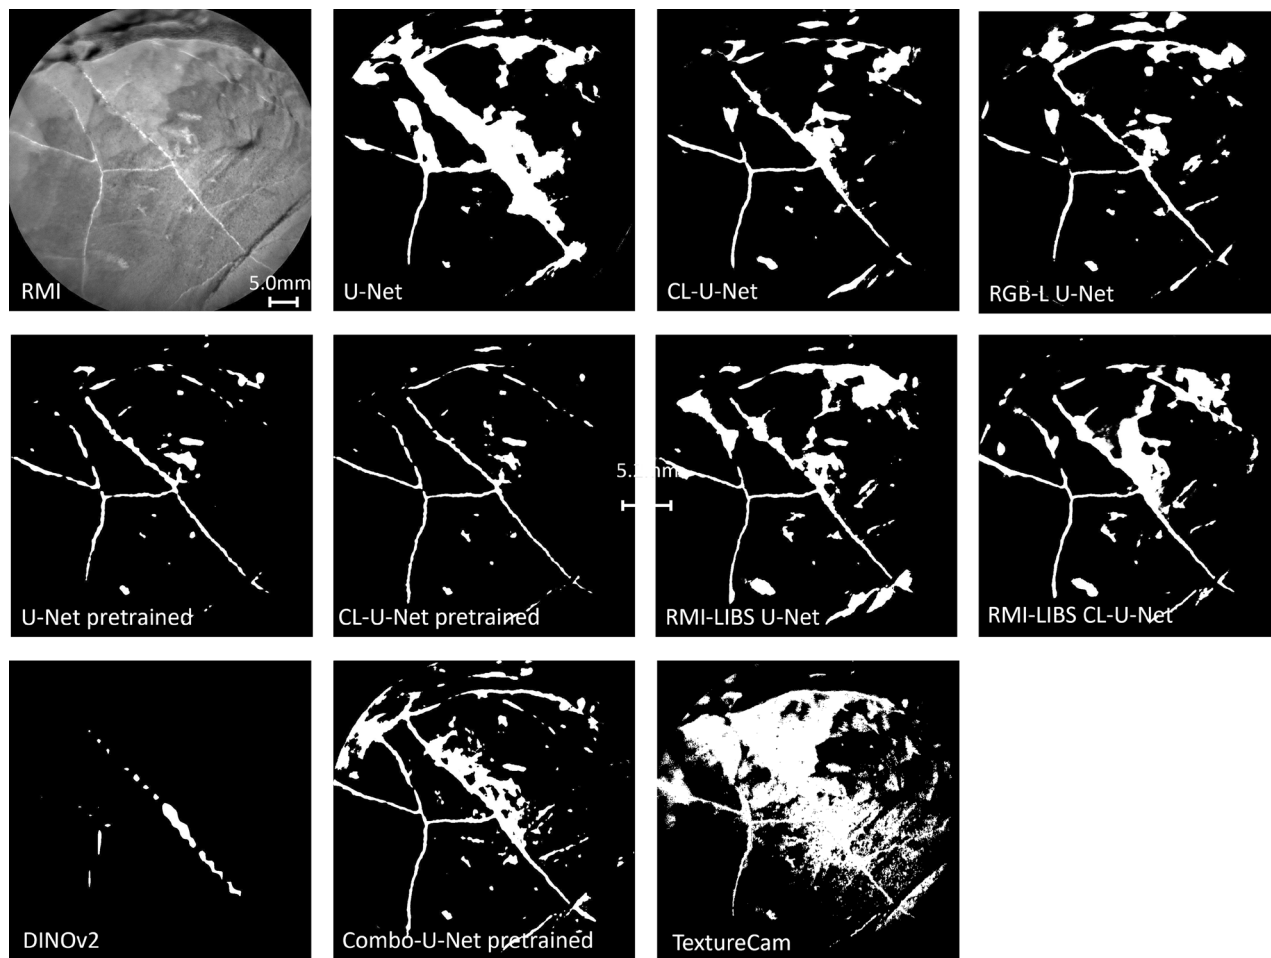 RMI
5.0mm
U-Net
CL-U-Net
RGB-L U-Net
U-Net pretrained
CL-U-Net pretrained
RMI-LIBS U-Net
RMI-LIBS CL-U-Net
DINOv2
Combo-U-Net pretrained
TextureCam